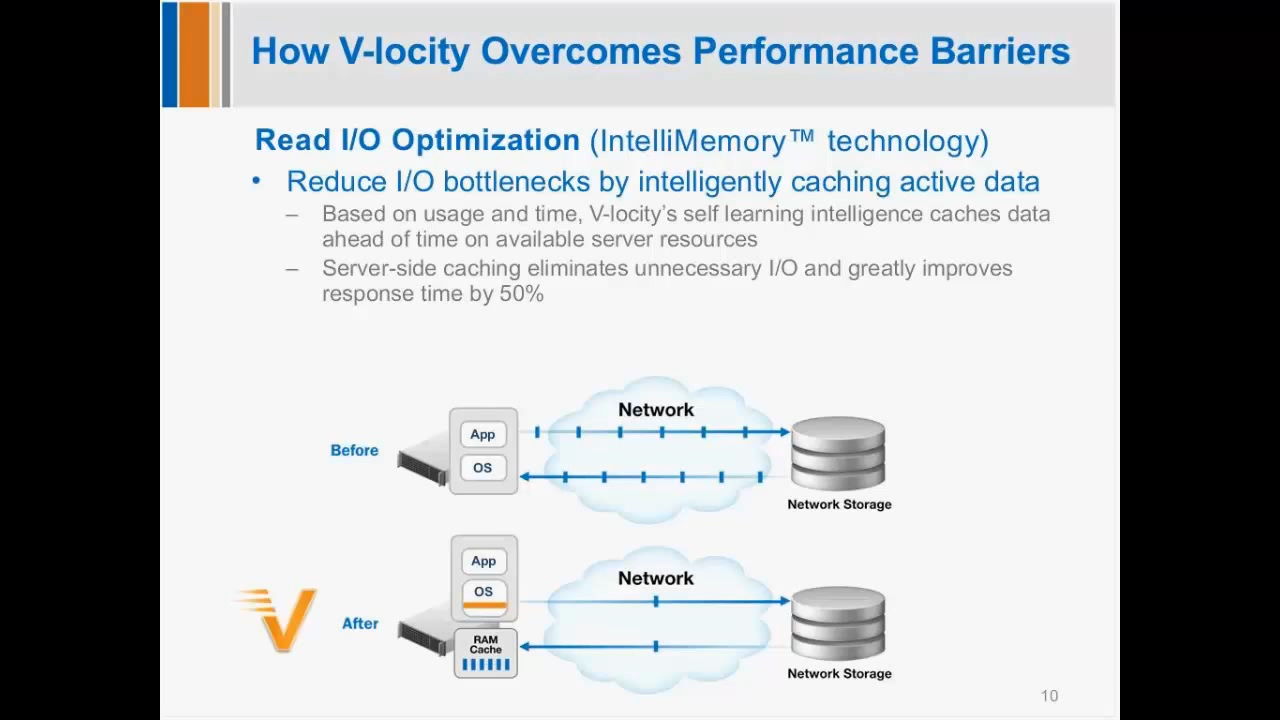 How V-locity Overcomes Performance Barriers
Read I/O Optimization (IntelliMemory™ technology)
• Reduce I/O bottlenecks by intelligently caching active data
– Based on usage and time, V-locity's self learning intelligence caches data
ahead of time on available server resources
– Server-side caching eliminates unnecessary I/O and greatly improves
response time by 50%
Network
App
Before
OS
Network Storage
App
Network
OS
V
After
RAM
Cache
Network Storage
10